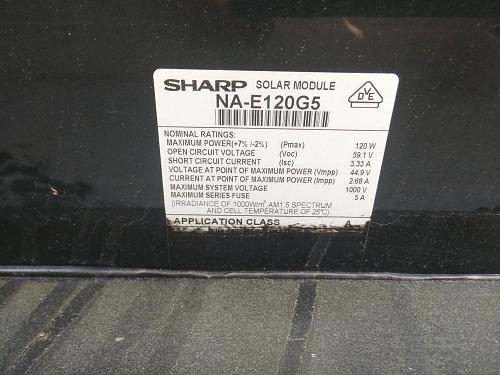 SHARP SOLAR MODULE
NA-E120G5
DVE
NOMINAL RATINGS:
MAXIMUM POWER(+7% /-2%) (Pmax) 120 W
OPEN CIRCUIT VOLTAGE (Voc) 59.1 V
SHORT CIRCUIT CURRENT (Isc) 3.33 A
VOLTAGE AT POINT OF MAXIMUM POWER (Vmpp) 44.9 V
CURRENT AT POINT OF MAXIMUM POWER (Impp) 2.68 A
MAXIMUM SYSTEM VOLTAGE 1000 V
MAXIMUM SERIES FUSE 5 A
(IRRADIANCE OF 1000W/m², AM1.5 SPECTRUM
AND CELL TEMPERATURE OF 25℃)
APPLICATION CLASS A